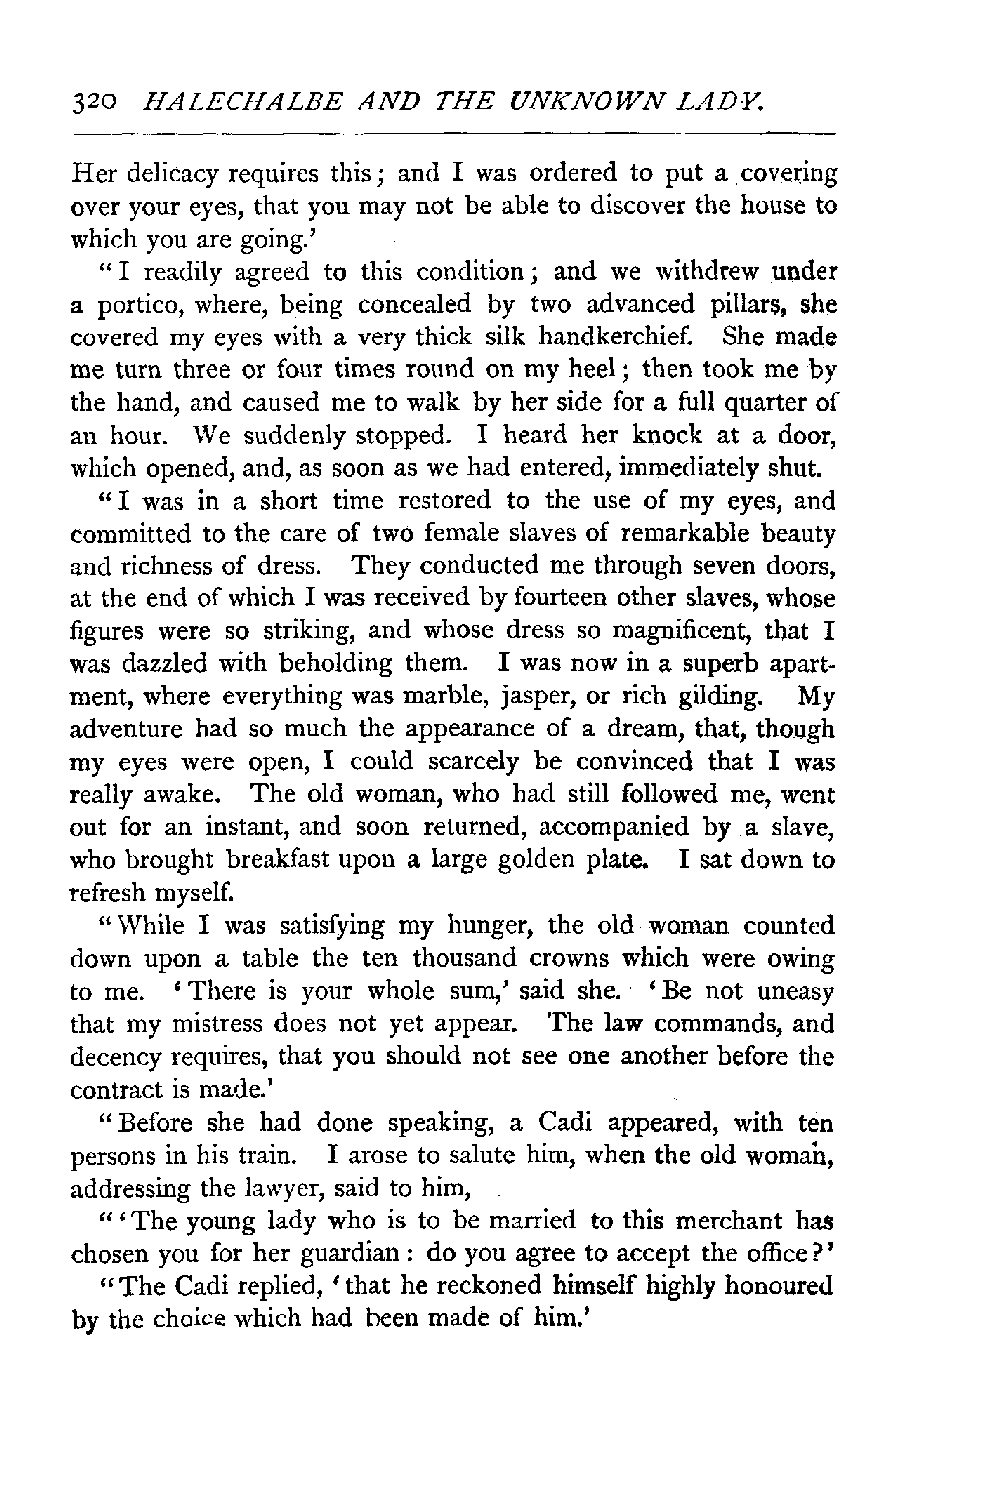 320 HALECHALBE AND THE UNKNOWN LADY.
Her delicacy requires this; and I was ordered to put a covering
over your eyes, that you may not be able to discover the house to
which you are going.’
“I readily agreed to this condition; and we withdrew under
a portico, where, being concealed by two advanced pillars, she
covered my eyes with a very thick silk handkerchief. She made
me turn three or four times round on my heel; then took me by
the hand, and caused me to walk by her side for a full quarter of
an hour. We suddenly stopped. I heard her knock at a door,
which opened, and, as soon as we had entered, immediately shut.
“I was in a short time restored to the use of my eyes, and
committed to the care of two female slaves of remarkable beauty
and richness of dress. They conducted me through seven doors,
at the end of which I was received by fourteen other slaves, whose
figures were so striking, and whose dress so magnificent, that I
was dazzled with beholding them. I was now in a superb apart-
ment, where everything was marble, jasper, or rich gilding. My
adventure had so much the appearance of a dream, that, though
my eyes were open, I could scarcely be convinced that I was
really awake. The old woman, who had still followed me, went
out for an instant, and soon returned, accompanied by a slave,
who brought breakfast upon a large golden plate. I sat down to
refresh myself.
“While I was satisfying my hunger, the old woman counted
down upon a table the ten thousand crowns which were owing
to me. ‘There is your whole sum,’ said she. ‘Be not uneasy
that my mistress does not yet appear. The law commands, and
decency requires, that you should not see one another before the
contract is made.’
“Before she had done speaking, a Cadi appeared, with ten
persons in his train. I arose to salute him, when the old woman,
addressing the lawyer, said to him,
“‘The young lady who is to be married to this merchant has
chosen you for her guardian: do you agree to accept the office?’
“The Cadi replied, ‘that he reckoned himself highly honoured
by the choice which had been made of him.’